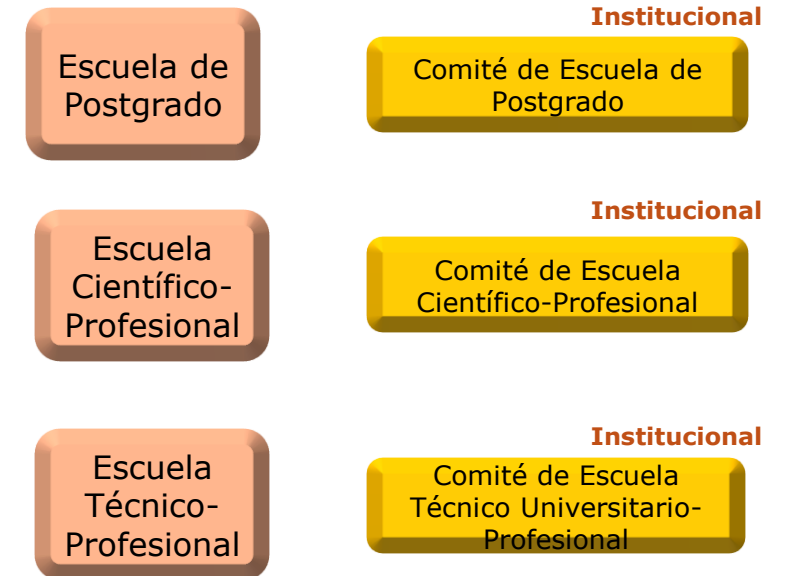 Institucional
Escuela de
Postgrado
Comité de Escuela de
Postgrado
Institucional
Escuela
Científico-
Profesional
Comité de Escuela
Científico-Profesional
Institucional
Escuela
Técnico-
Profesional
Comité de Escuela
Técnico Universitario-
Profesional